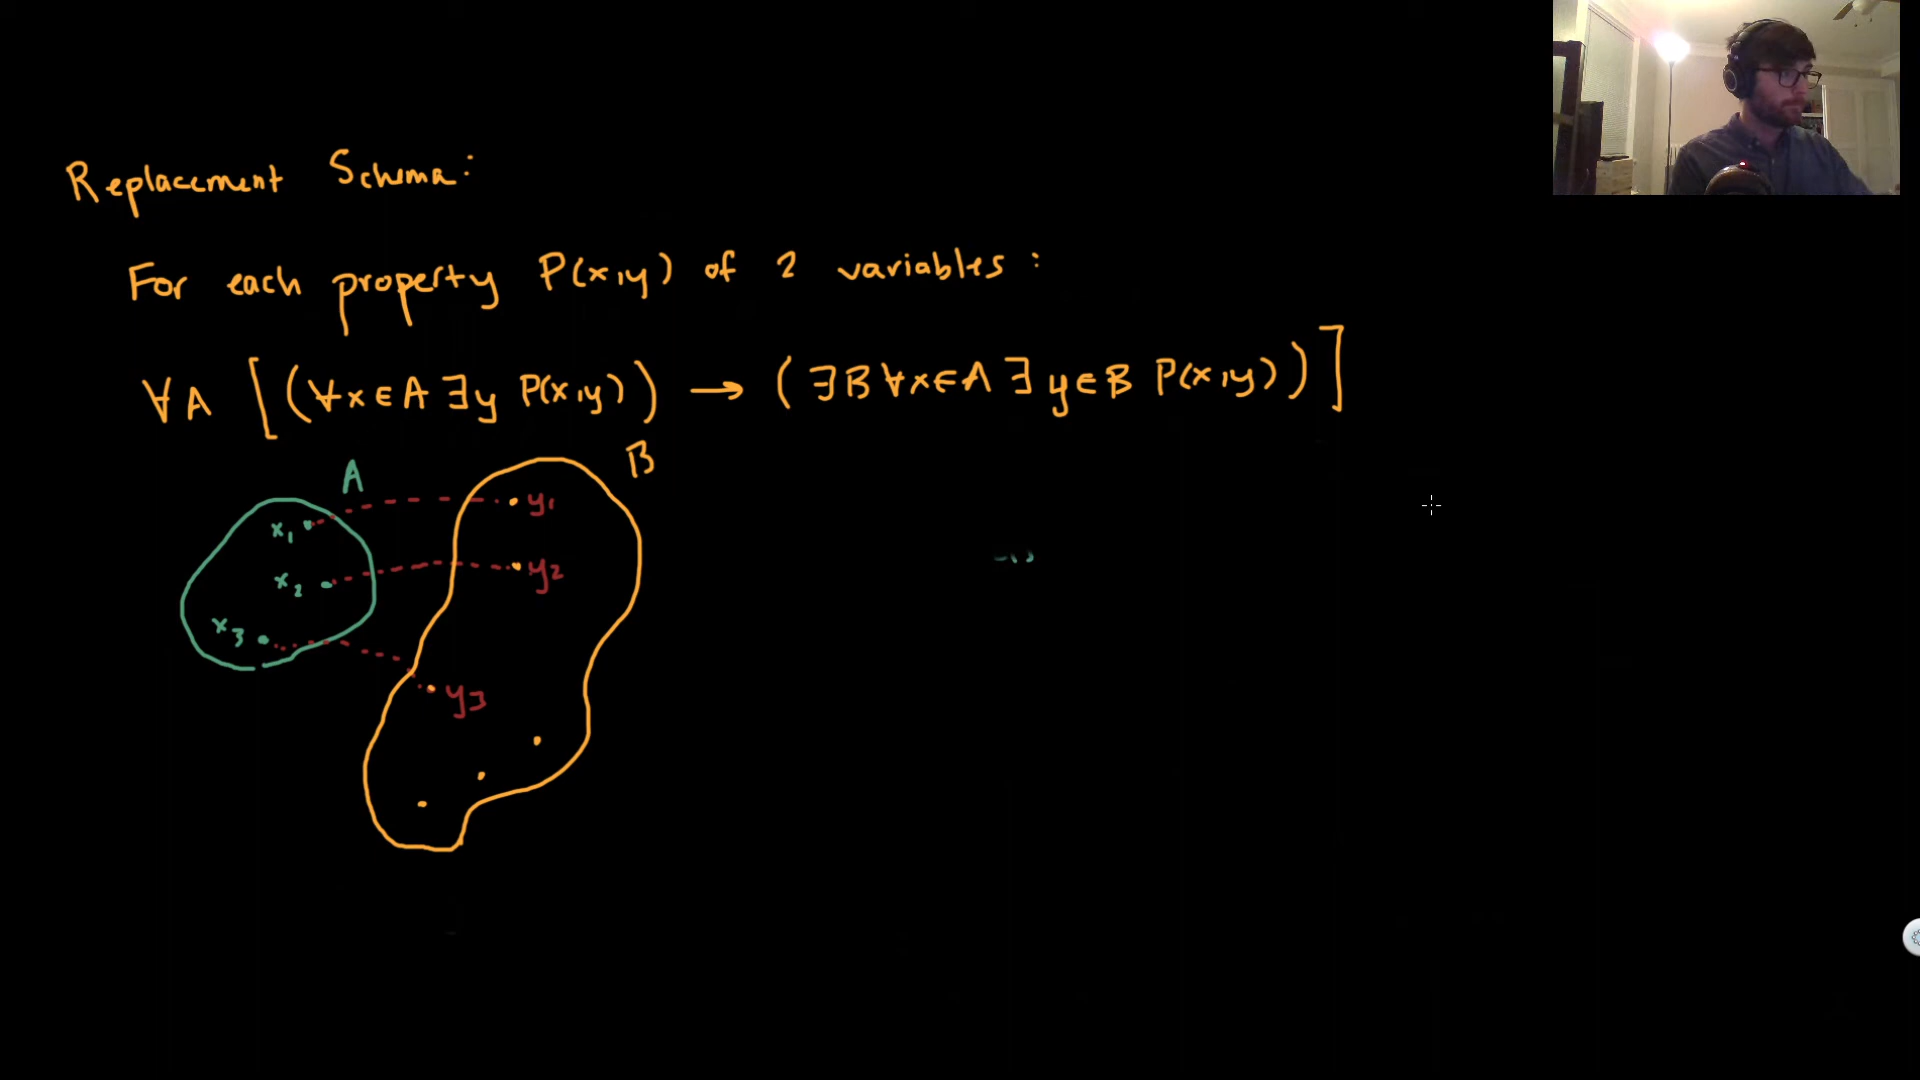 Replacement Schema:
For each property P(x,y) of 2 variables:
∀A [(∀x∈A ∃y P(x,y)) → (∃B ∀x∈A ∃y∈B P(x,y))]
A
B
x₁
y₁
x₂
y₂
x₃
y₃